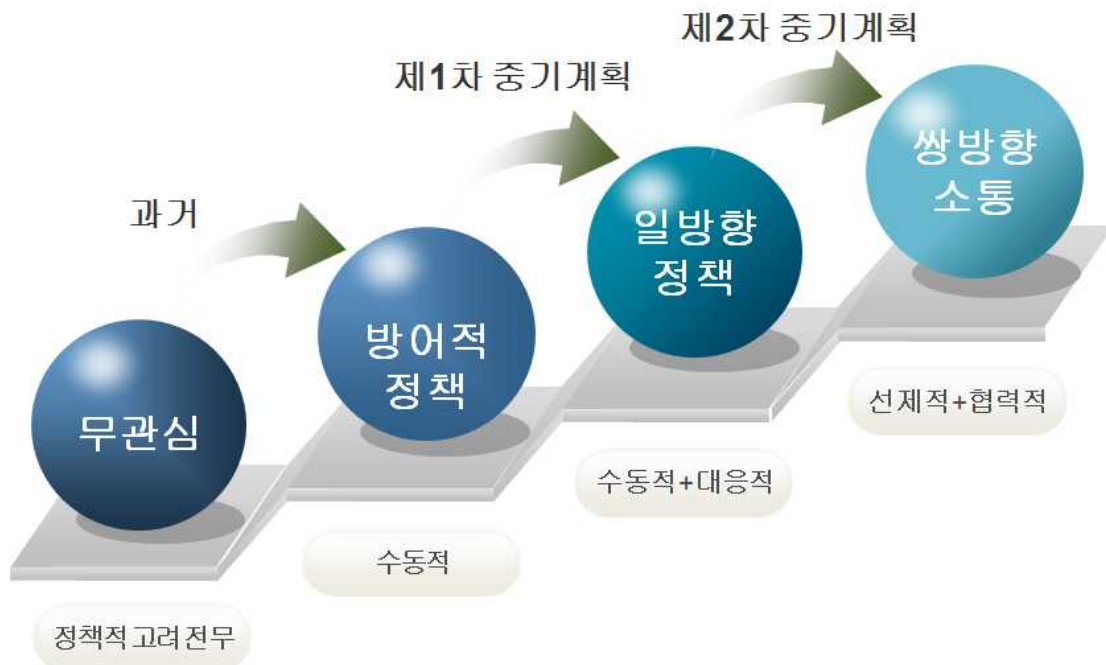 제2차 중기계획
제1차 중기계획
과거
쌍방향
소통
일방향
정책
방어적
정책
무관심
선제적+협력적
수동적+대응적
수동적
정책적고려전무